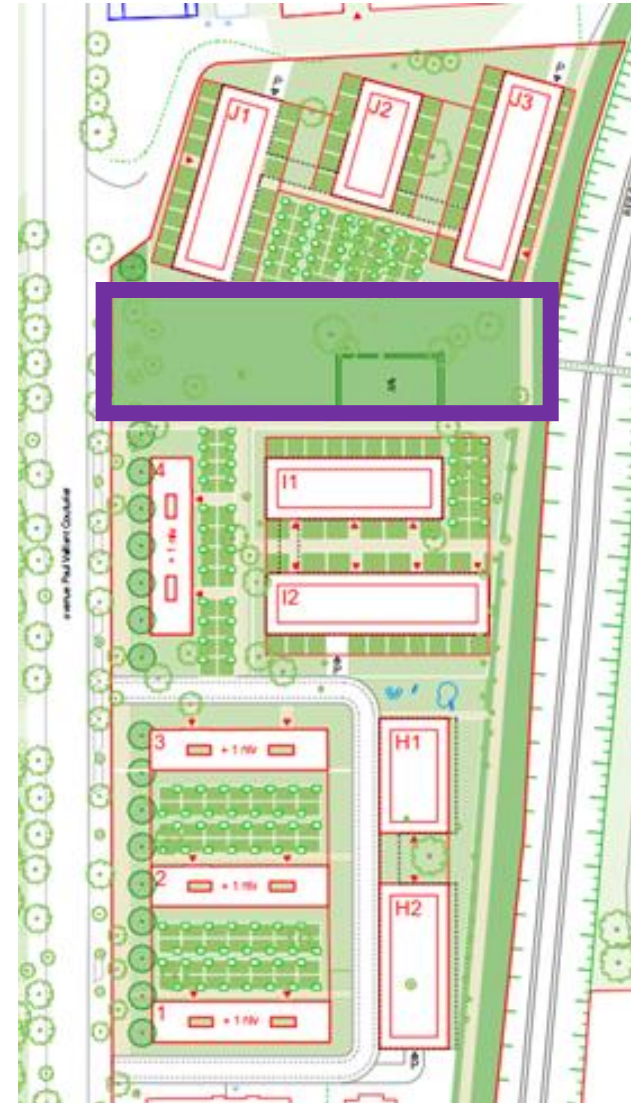 P
P
J1
J2
J3
I1
4
+ 1 niv
I2
P
avenue Paul Vaillant Couturier
3
+ 1 niv
H1
2
+ 1 niv
H2
1
+ 1 niv
P